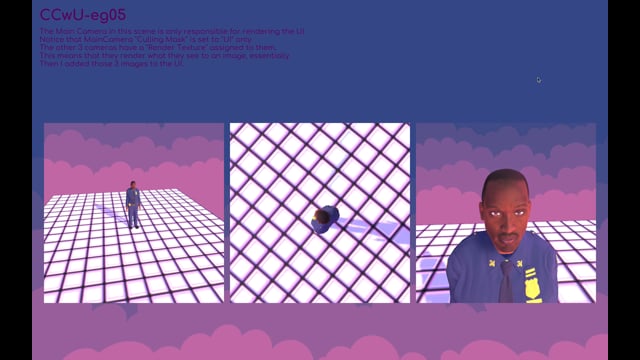 CCwU-eg05
The Main Camera in this scene is only responsible for rendering the UI
Notice that MainCamera "Culling Mask" is set to "UI" only
The other 3 cameras have a "Render Texture" assigned to them.
This means that they render what they see to an image, essentially
Then I added those 3 images to the UI.